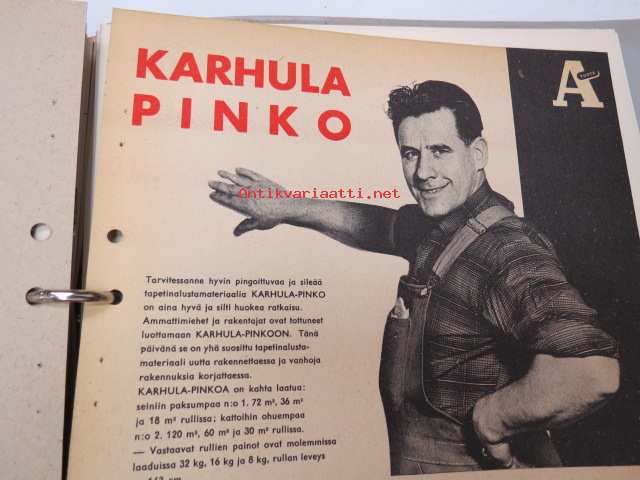 KARHULA
PINKO
A
Antikvariaatti.net
Tarvitessanne hyvin pingoittuvaa ja sileää
tapetinalustamateriaalia KARHULA-PINKO
on aina hyvä ja silti huokea ratkaisu.
Ammattimiehet ja rakentajat ovat tottuneet
luottamaan KARHULA-PINKOON. Tänä
päivänä se on yhä suosittu tapetinalusta-
materiaali uutta rakennettaessa ja vanhoja
rakennuksia korjattaessa.
KARHULA-PINKOA on kahta laatua:
seiniin paksumpaa n:o 1. 72 m², 36 m²
ja 18 m² rullissa; kattoihin ohuempaa
n:o 2. 120 m², 60 m² ja 30 m² rullissa.
— Vastaavat rullien painot ovat molemmissa
laaduissa 32 kg, 16 kg ja 8 kg, rullan leveys